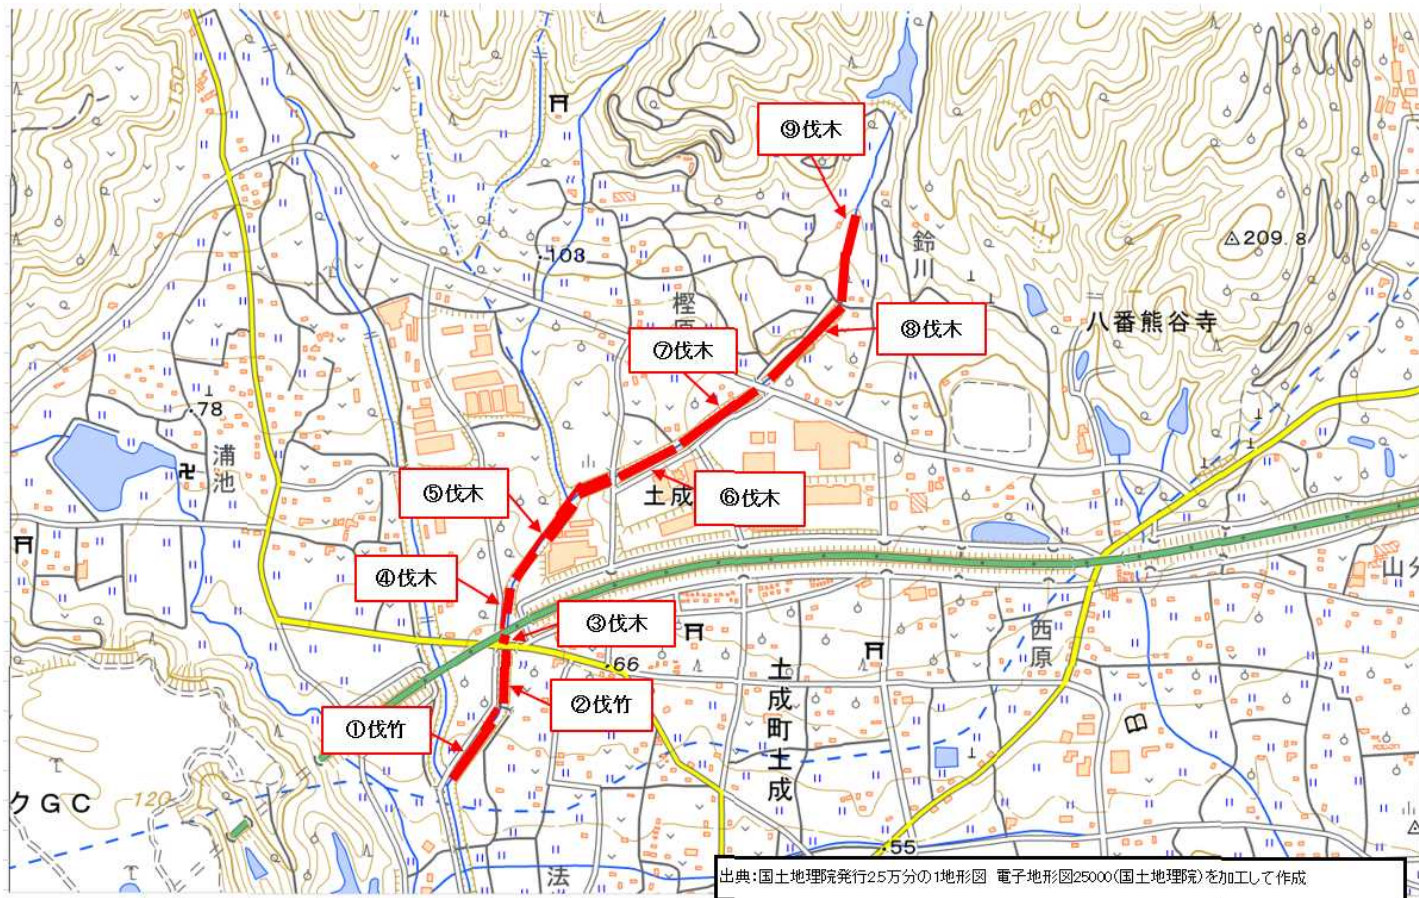 150
⑨伐木
200
鈴川
209.8
103
樫原
⑧伐木
八番熊谷寺
⑦伐木
78
浦池
⑤伐木
⑥伐木
土成
④伐木
山分
③伐木
西原
66
②伐竹
土成町土成
①伐竹
クGC
120
55
法
出典:国土地理院発行2.5万分の1地形図 電子地形図25000(国土地理院)を加工して作成